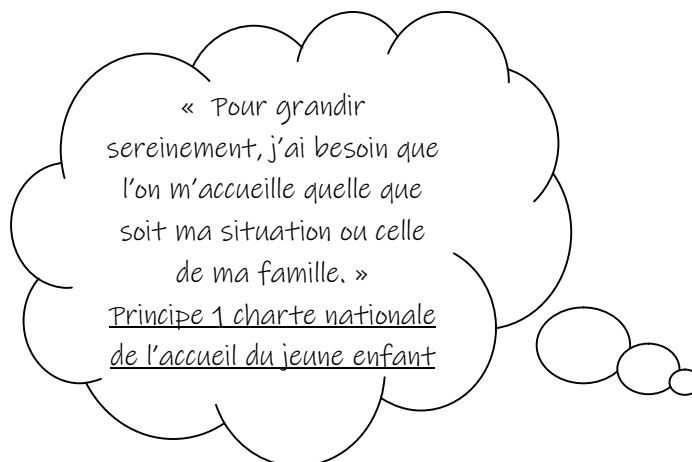 «  Pour grandir
sereinement, j'ai besoin que
l'on m'accueille quelle que
soit ma situation ou celle
de ma famille. »
Principe 1 charte nationale
de l'accueil du jeune enfant